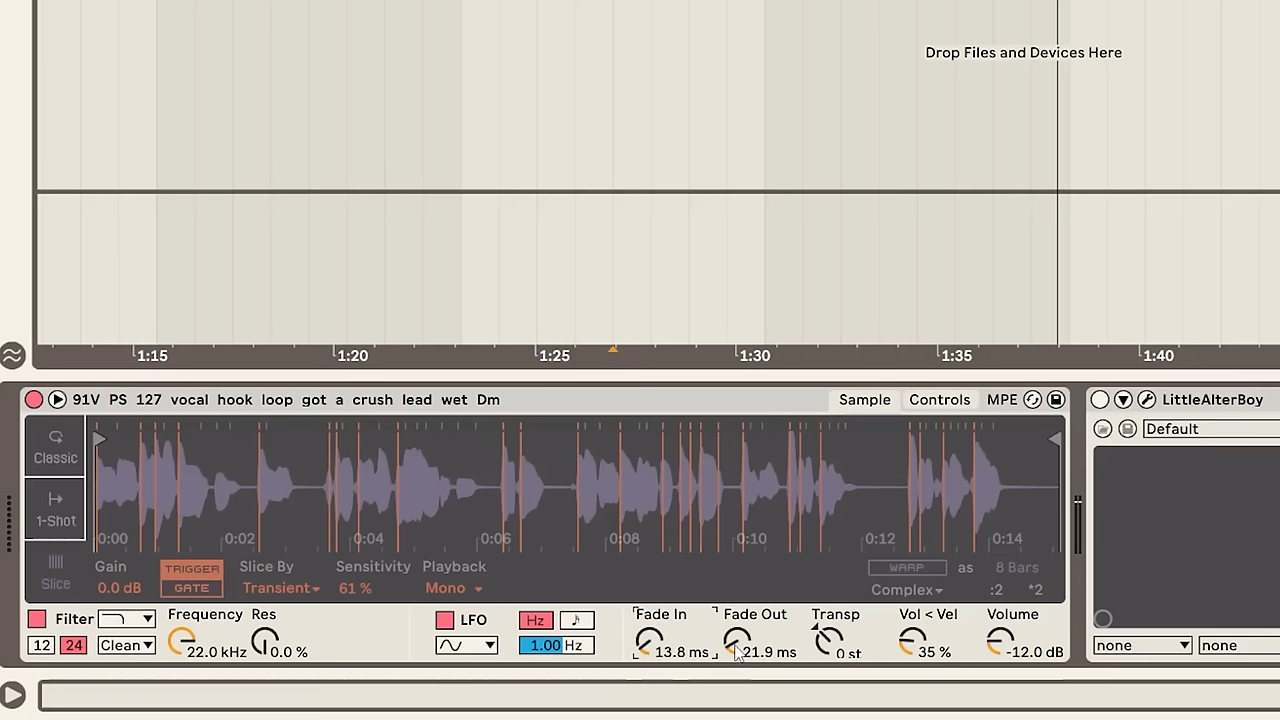 Drop Files and Devices Here
1:15 1:20 1:25 1:30 1:35 1:40
91V PS 127 vocal hook loop got a crush lead wet Dm Sample Controls MPE LittleAlterBoy
Default
Classic
1-Shot
Slice
0:00 0:02 0:04 0:06 0:08 0:10 0:12 0:14
Gain TRIGGER Slice By Sensitivity Playback WARP as 8 Bars
0.0 dB GATE Transient 61 % Mono Complex :2 *2
Filter Frequency Res LFO Hz Fade In Fade Out Transp Vol < Vel Volume
12 24 Clean 22.0 kHz 0.0 % 1.00 Hz 13.8 ms 21.9 ms 0 st 35 % -12.0 dB none none